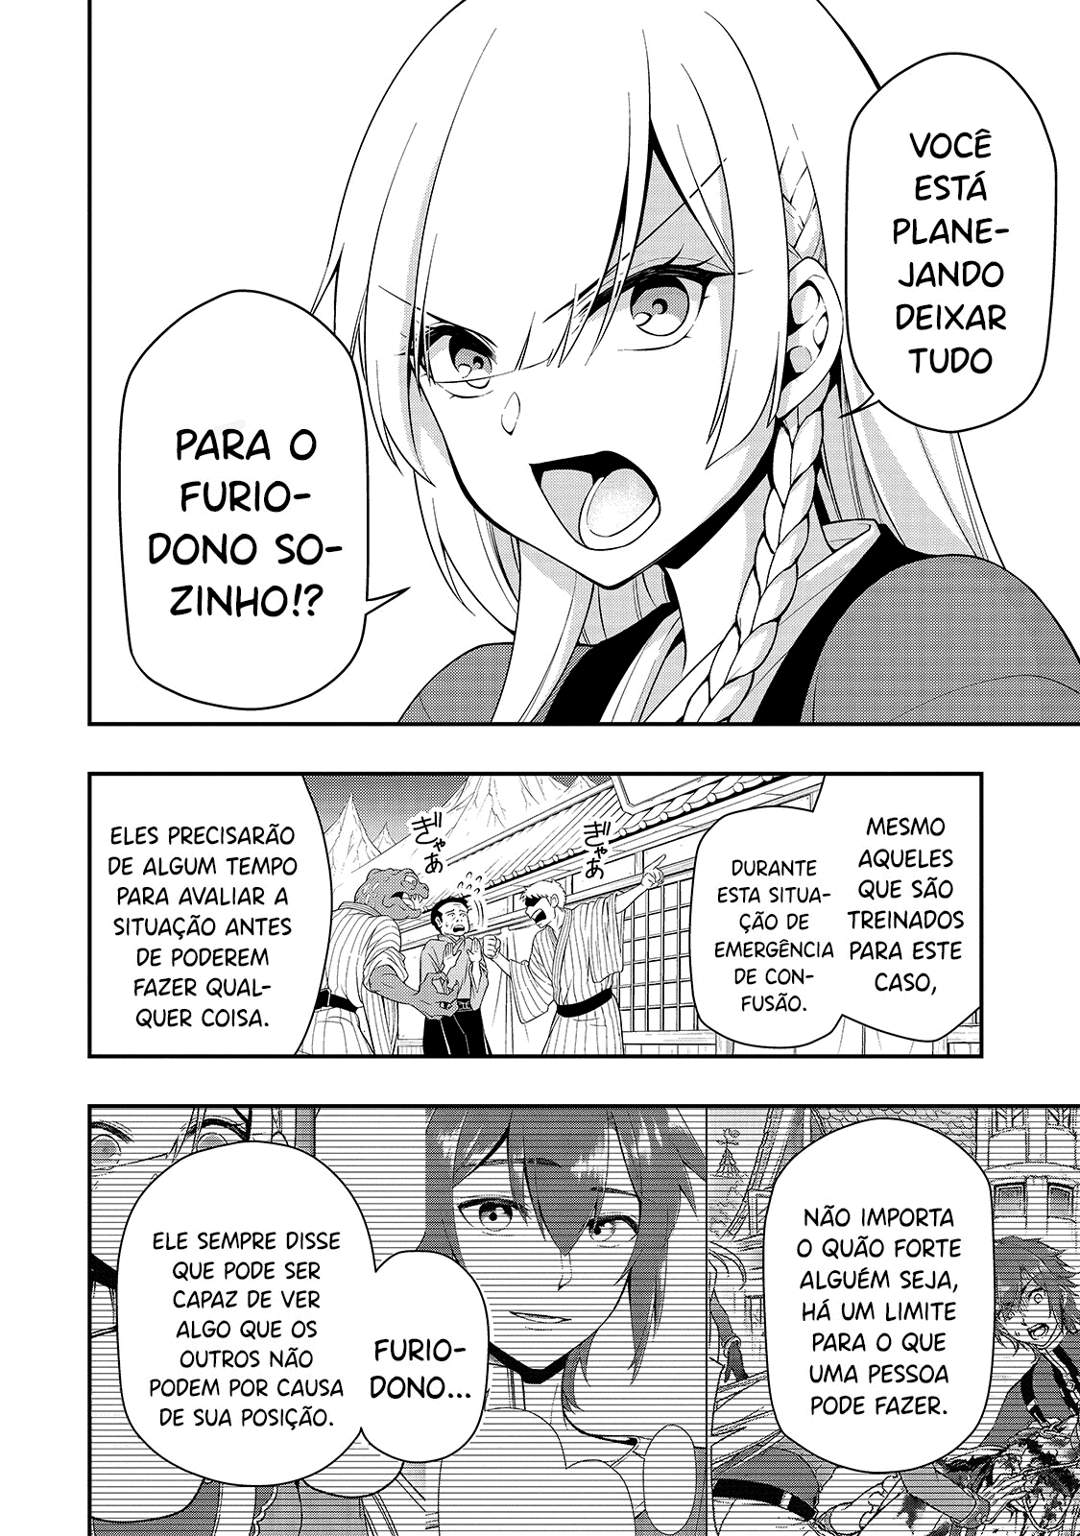 VOCÊ
ESTÁ
PLANE-
JANDO
DEIXAR
TUDO
PARA O
FURIO-
DONO SO-
ZINHO!?
MESMO
AQUELES
QUE SÃO
TREINADOS
PARA ESTE
CASO,
DURANTE
ESTA SITUA-
ÇÃO DE
EMERGÊNCIA
DE CON-
FUSÃO.
ぎゃあ
ぎゃあ
ELES PRECISARÃO
DE ALGUM TEMPO
PARA AVALIAR A
SITUAÇÃO ANTES
DE PODEREM
FAZER QUAL-
QUER COISA.
NÃO IMPORTA
O QUÃO FORTE
ALGUÉM SEJA,
HÁ UM LIMITE
PARA O QUE
UMA PESSOA
PODE FAZER.
FURIO-
DONO...
ELE SEMPRE DISSE
QUE PODE SER
CAPAZ DE VER
ALGO QUE OS
OUTROS NÃO
PODEM POR CAUSA
DE SUA POSIÇÃO.